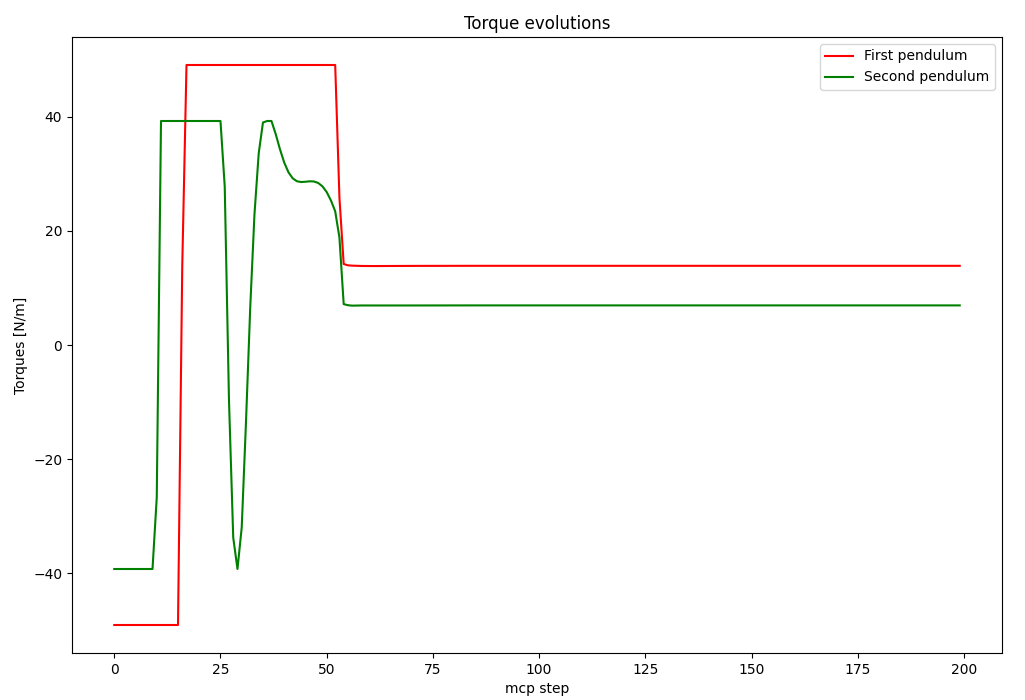 Torque evolutions
First pendulum
Second pendulum
Torques [N/m]
40
20
0
−20
−40
0 25 50 75 100 125 150 175 200
mcp step